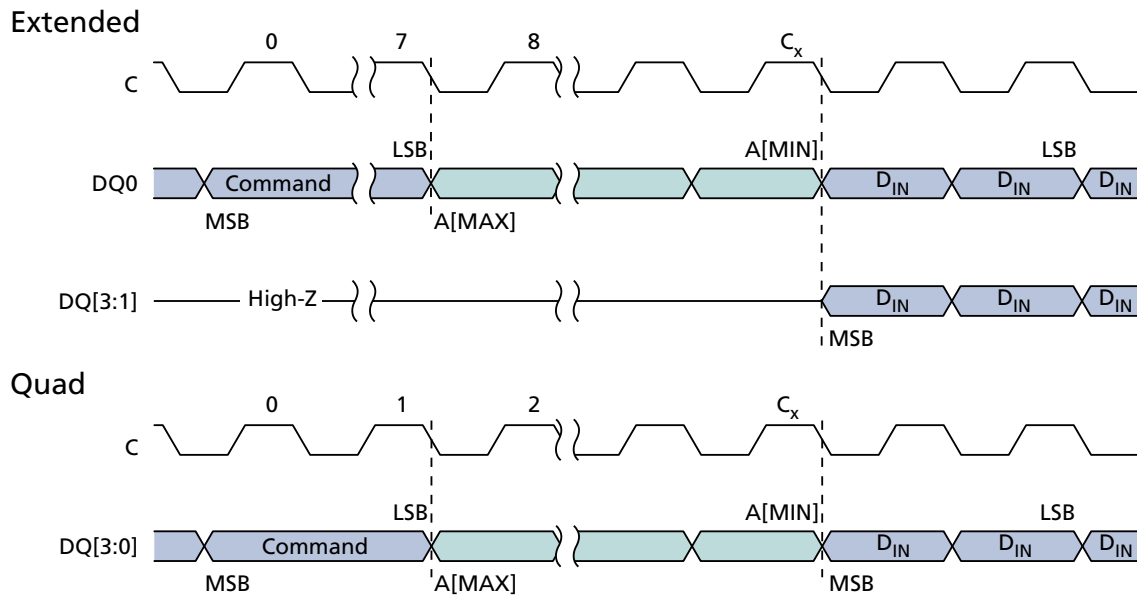 Extended
0 7 8 Cx
C
LSB A[MIN] LSB
DQ0 Command DIN DIN DIN
MSB A[MAX]
DQ[3:1] High-Z DIN DIN DIN
MSB
Quad
0 1 2 Cx
C
LSB A[MIN] LSB
DQ[3:0] Command DIN DIN DIN
MSB A[MAX] MSB